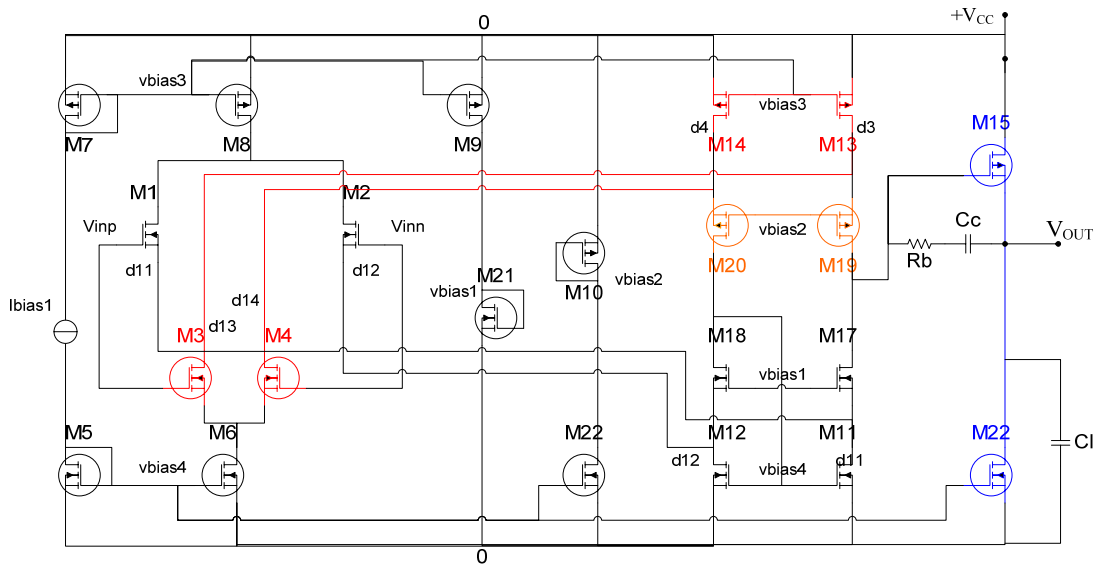 0
+VCC
vbias3
vbias3
M7
M8
M9
d4
M14
d3
M13
M15
M1
M2
Vinp
Vinn
Cc
VOUT
vbias2
d11
d12
M20
M19
Rb
M21
vbias1
M10
vbias2
Ibias1
d14
d13
M3
M4
M18
M17
vbias1
M5
M6
M22
M12
M11
M22
Cl
vbias4
d12
vbias4
d11
0